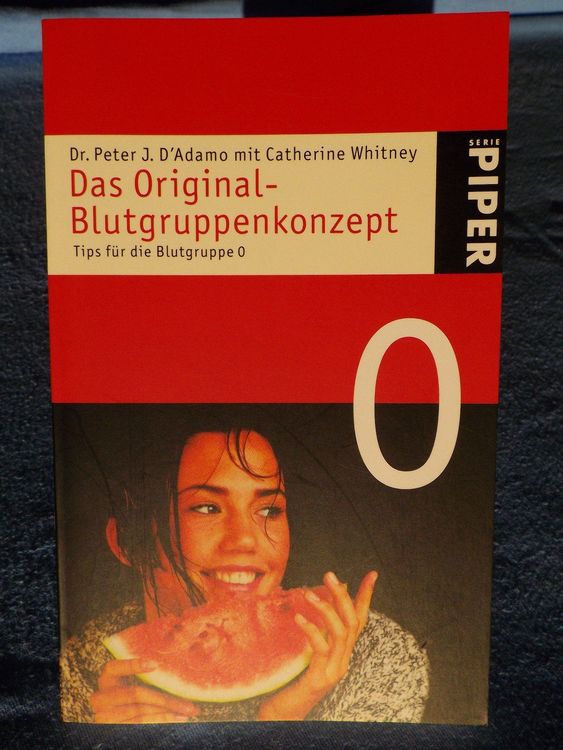 Dr. Peter J. D'Adamo mit Catherine Whitney
Das Original-
Blutgruppenkonzept
Tips für die Blutgruppe 0
SERIE
PIPER
0